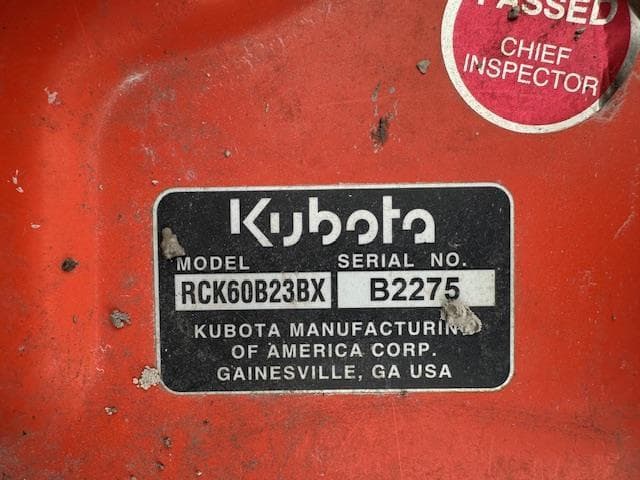 PASSED
CHIEF
INSPECTOR
Kubota
MODEL SERIAL NO.
RCK60B23BX B2275
KUBOTA MANUFACTURING
OF AMERICA CORP.
GAINESVILLE, GA USA